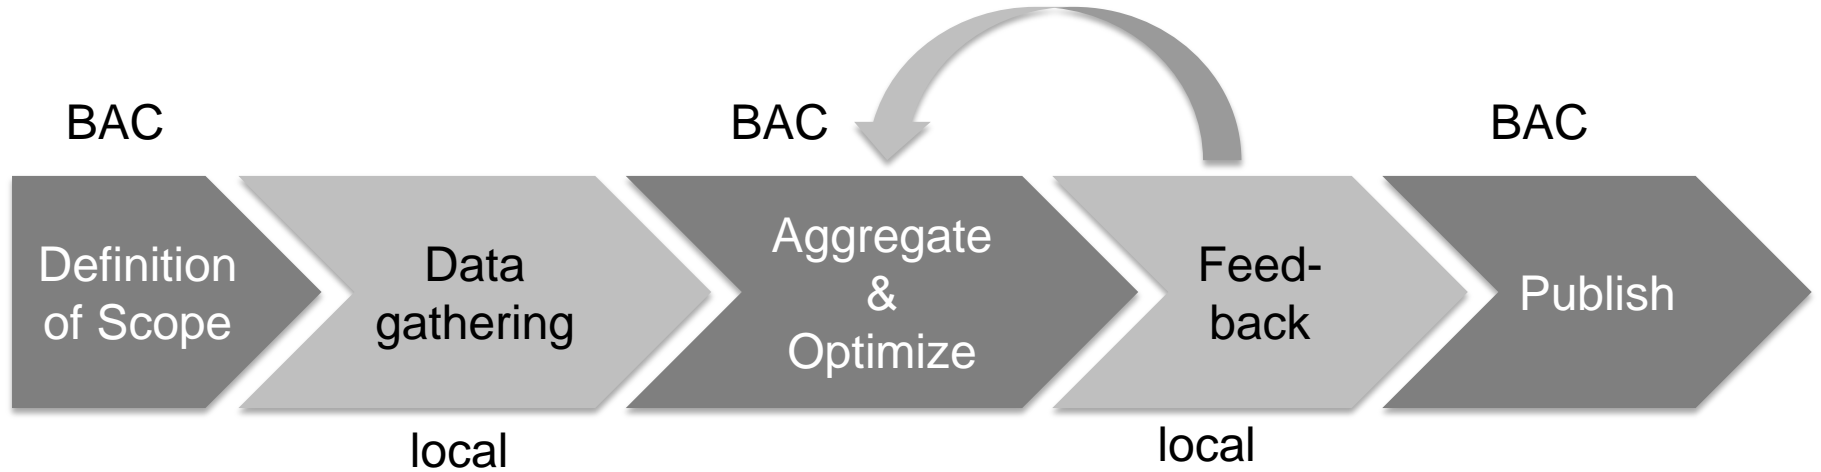 BAC
BAC
BAC
Definition
of Scope
Data
gathering
Aggregate
&
Optimize
Feed-
back
Publish
local
local